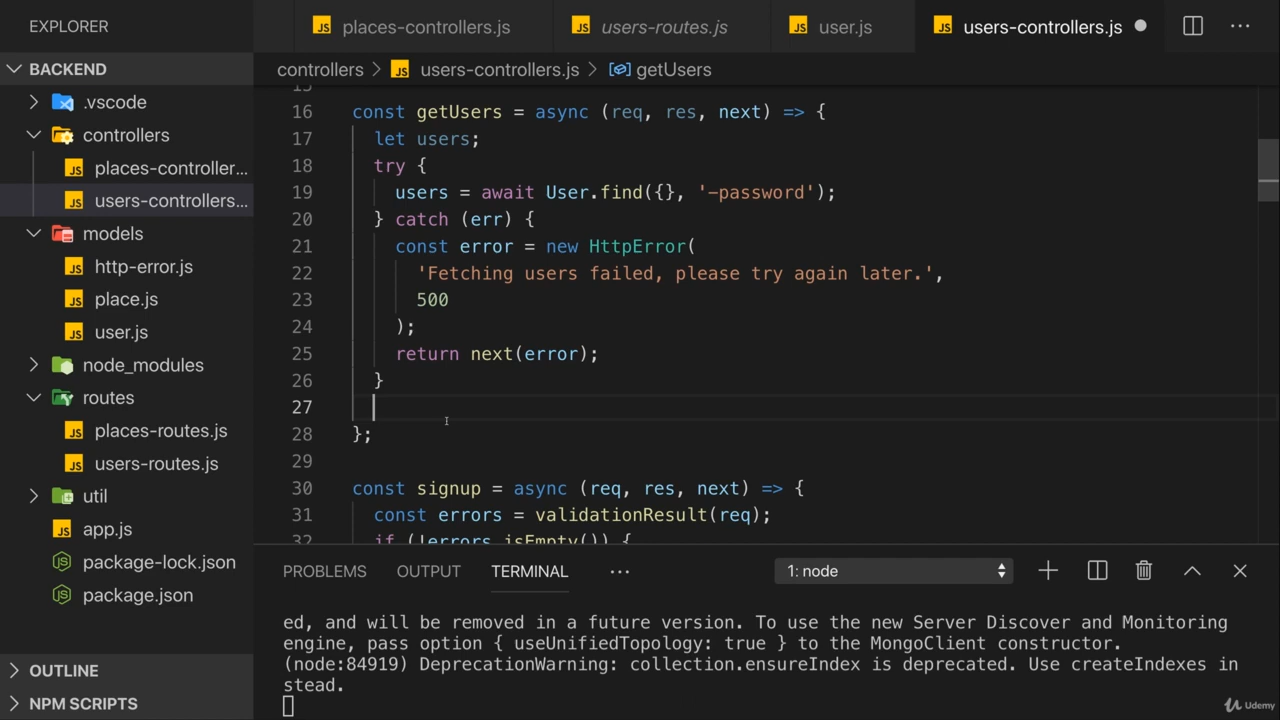 EXPLORER
places-controllers.js
users-routes.js
user.js
users-controllers.js
BACKEND
controllers > users-controllers.js > getUsers
.vscode
controllers
places-controller...
users-controllers...
models
http-error.js
place.js
user.js
node_modules
routes
places-routes.js
users-routes.js
util
app.js
package-lock.json
package.json
OUTLINE
NPM SCRIPTS
15
16 const getUsers = async (req, res, next) => {
17 let users;
18 try {
19 users = await User.find({}, '-password');
20 } catch (err) {
21 const error = new HttpError(
22 'Fetching users failed, please try again later.',
23 500
24 );
25 return next(error);
26 }
27
28 };
29
30 const signup = async (req, res, next) => {
31 const errors = validationResult(req);
32 if (!errors.isEmpty()) {
PROBLEMS OUTPUT TERMINAL ... 1: node
ed, and will be removed in a future version. To use the new Server Discover and Monitoring
engine, pass option { useUnifiedTopology: true } to the MongoClient constructor.
(node:84919) DeprecationWarning: collection.ensureIndex is deprecated. Use createIndexes in
stead.
Udemy